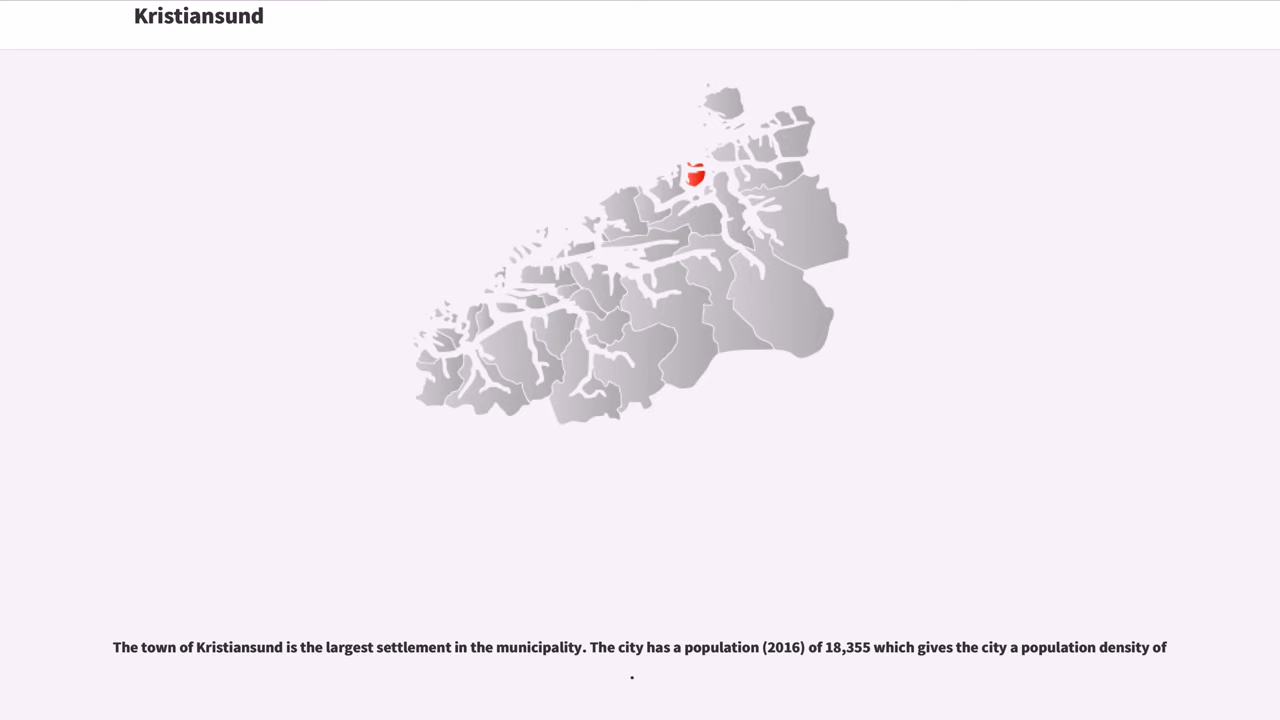 Kristiansund
The town of Kristiansund is the largest settlement in the municipality. The city has a population (2016) of 18,355 which gives the city a population density of
.